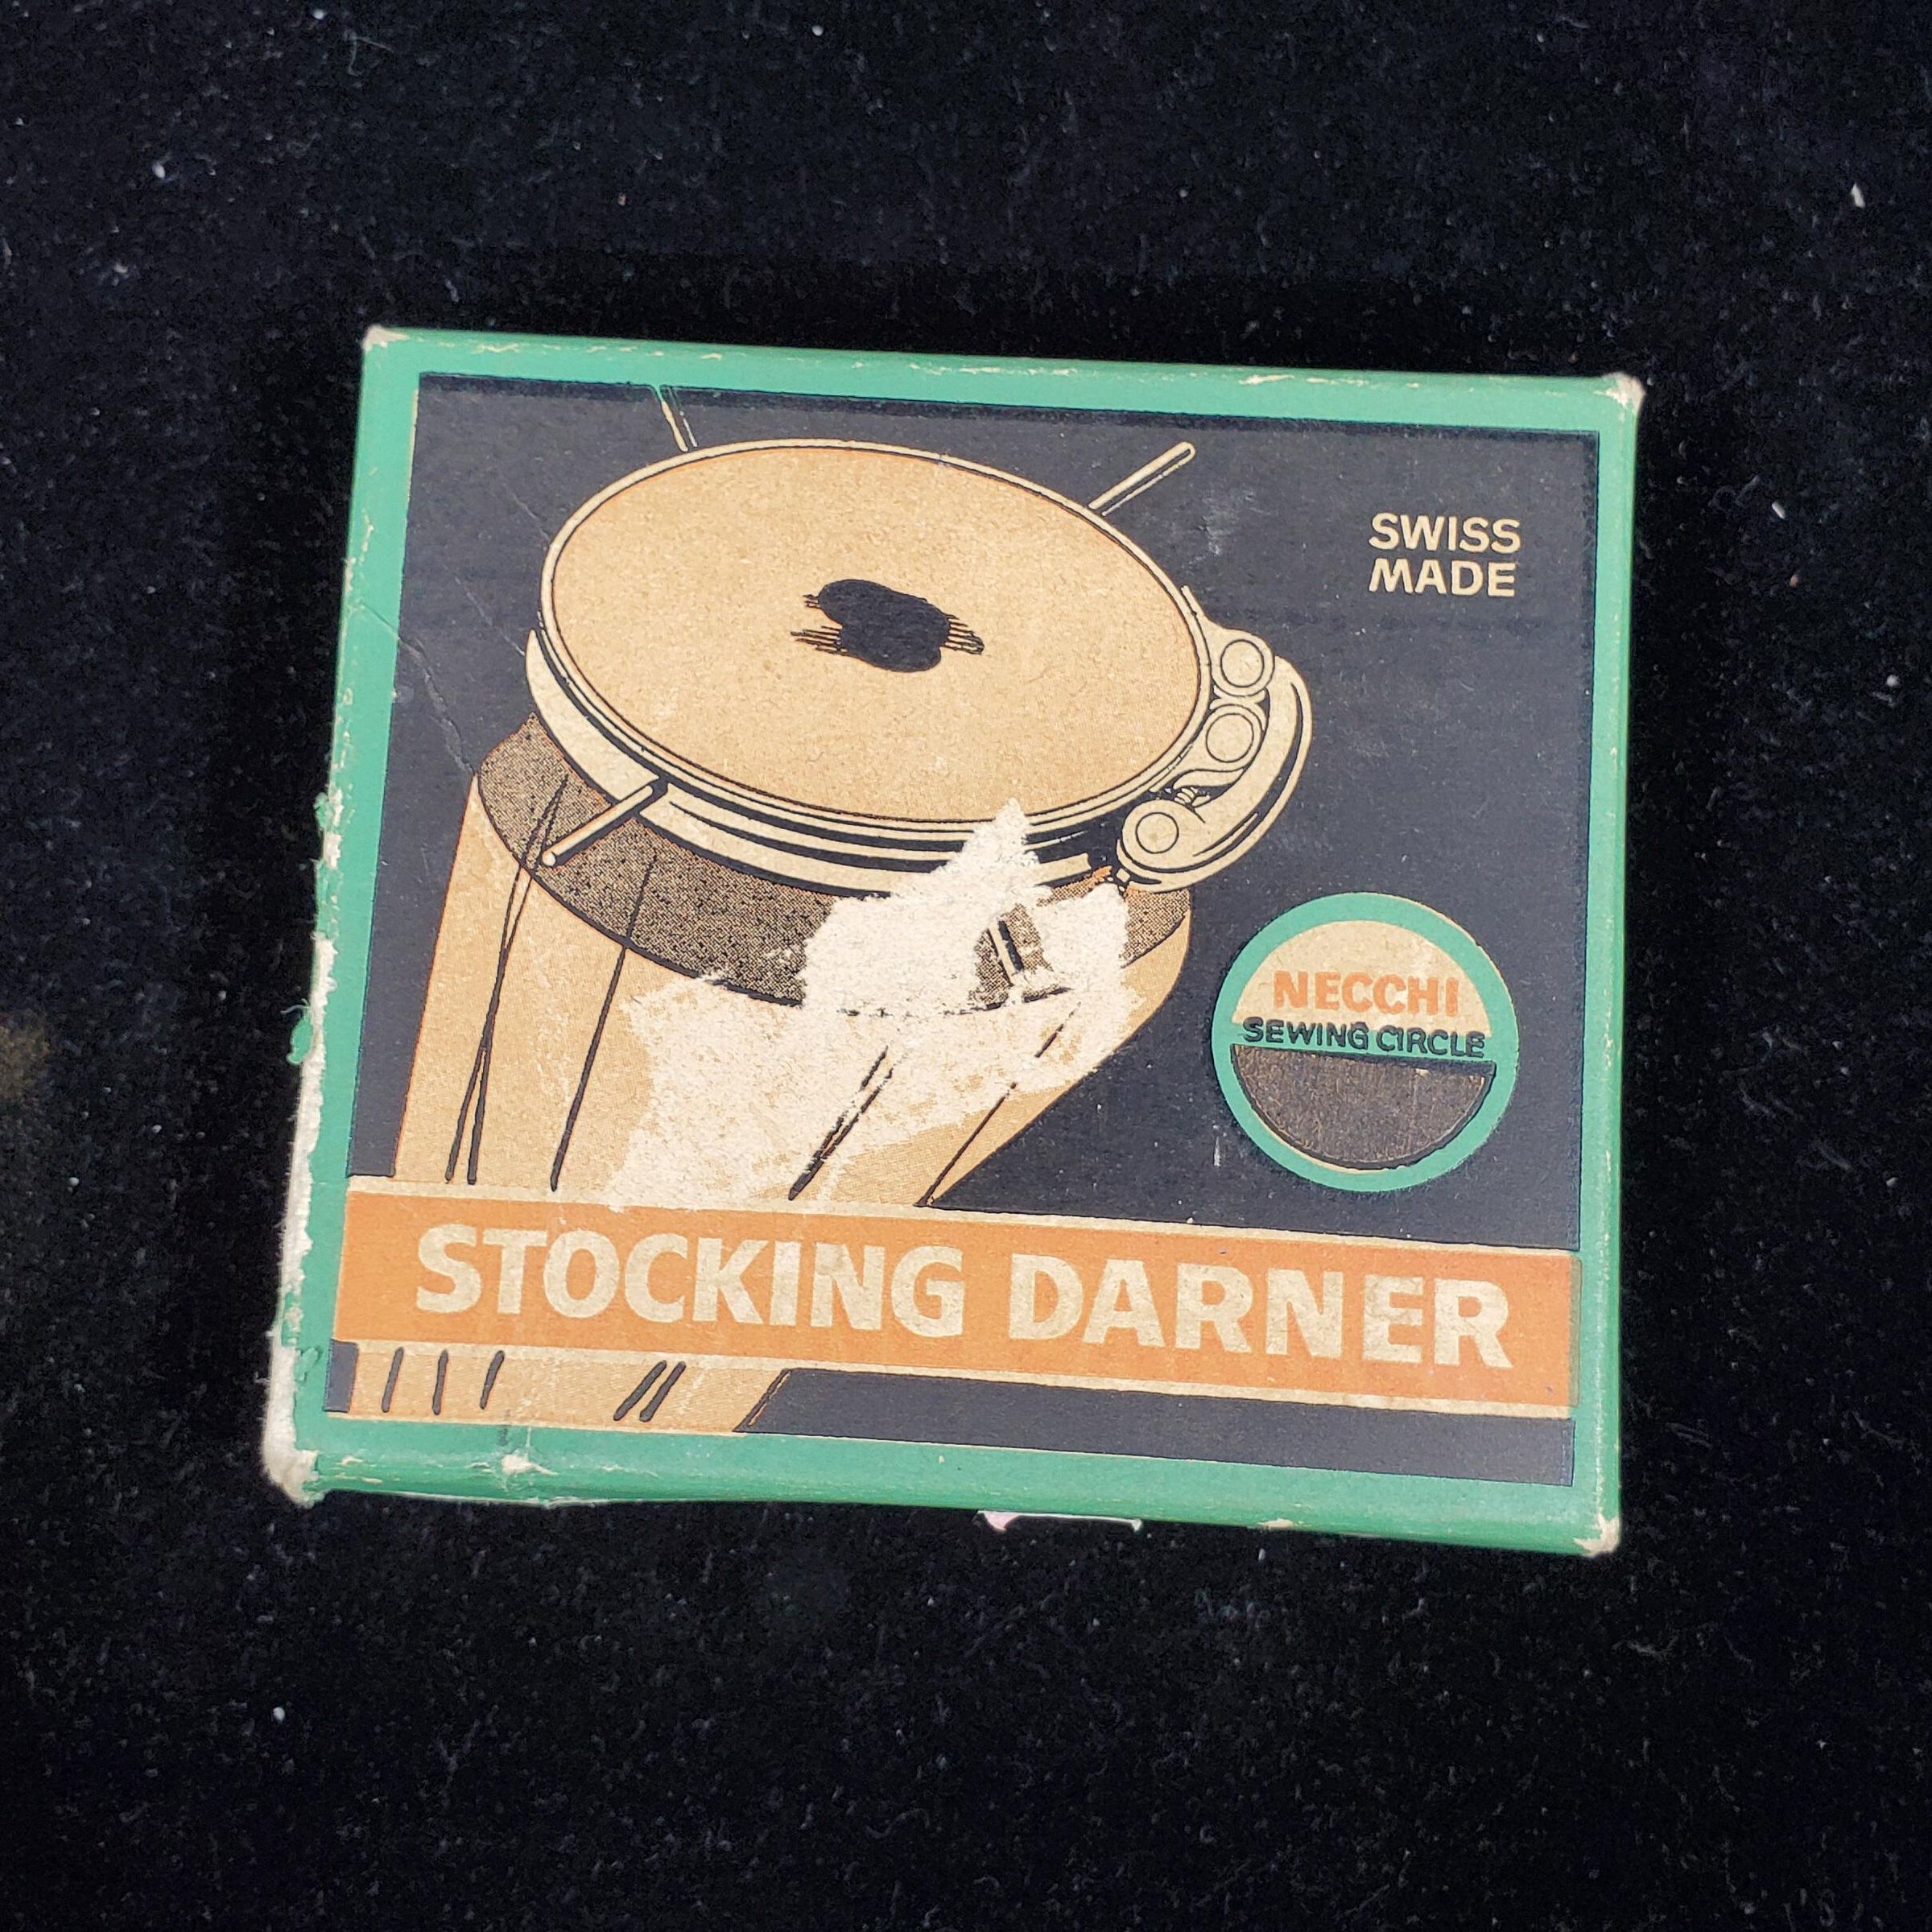 SWISS
MADE
NECCHI
SEWING CIRCLE
STOCKING DARNER